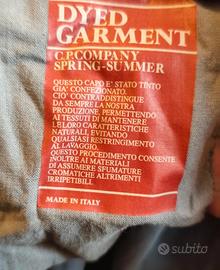 DYED
GARMENT
C.P.COMPANY
SPRING-SUMMER
QUESTO CAPO E' STATO TINTO
GIA' CONFEZIONATO.
CIO' CONTRADDISTINGUE
DA SEMPRE LA NOSTRA
PRODUZIONE, PERMETTENDO
AI TESSUTI DI MANTENERE
LE LORO CARATTERISTICHE
NATURALI, EVITANDO
QUALSIASI RESTRINGIMENTO
AL LAVAGGIO.
QUESTO PROCEDIMENTO CONSENTE
INOLTRE AI MATERIALI
DI ASSUMERE SFUMATURE
CROMATICHE ALTRIMENTI
IRRIPETIBILI.
MADE IN ITALY
subito